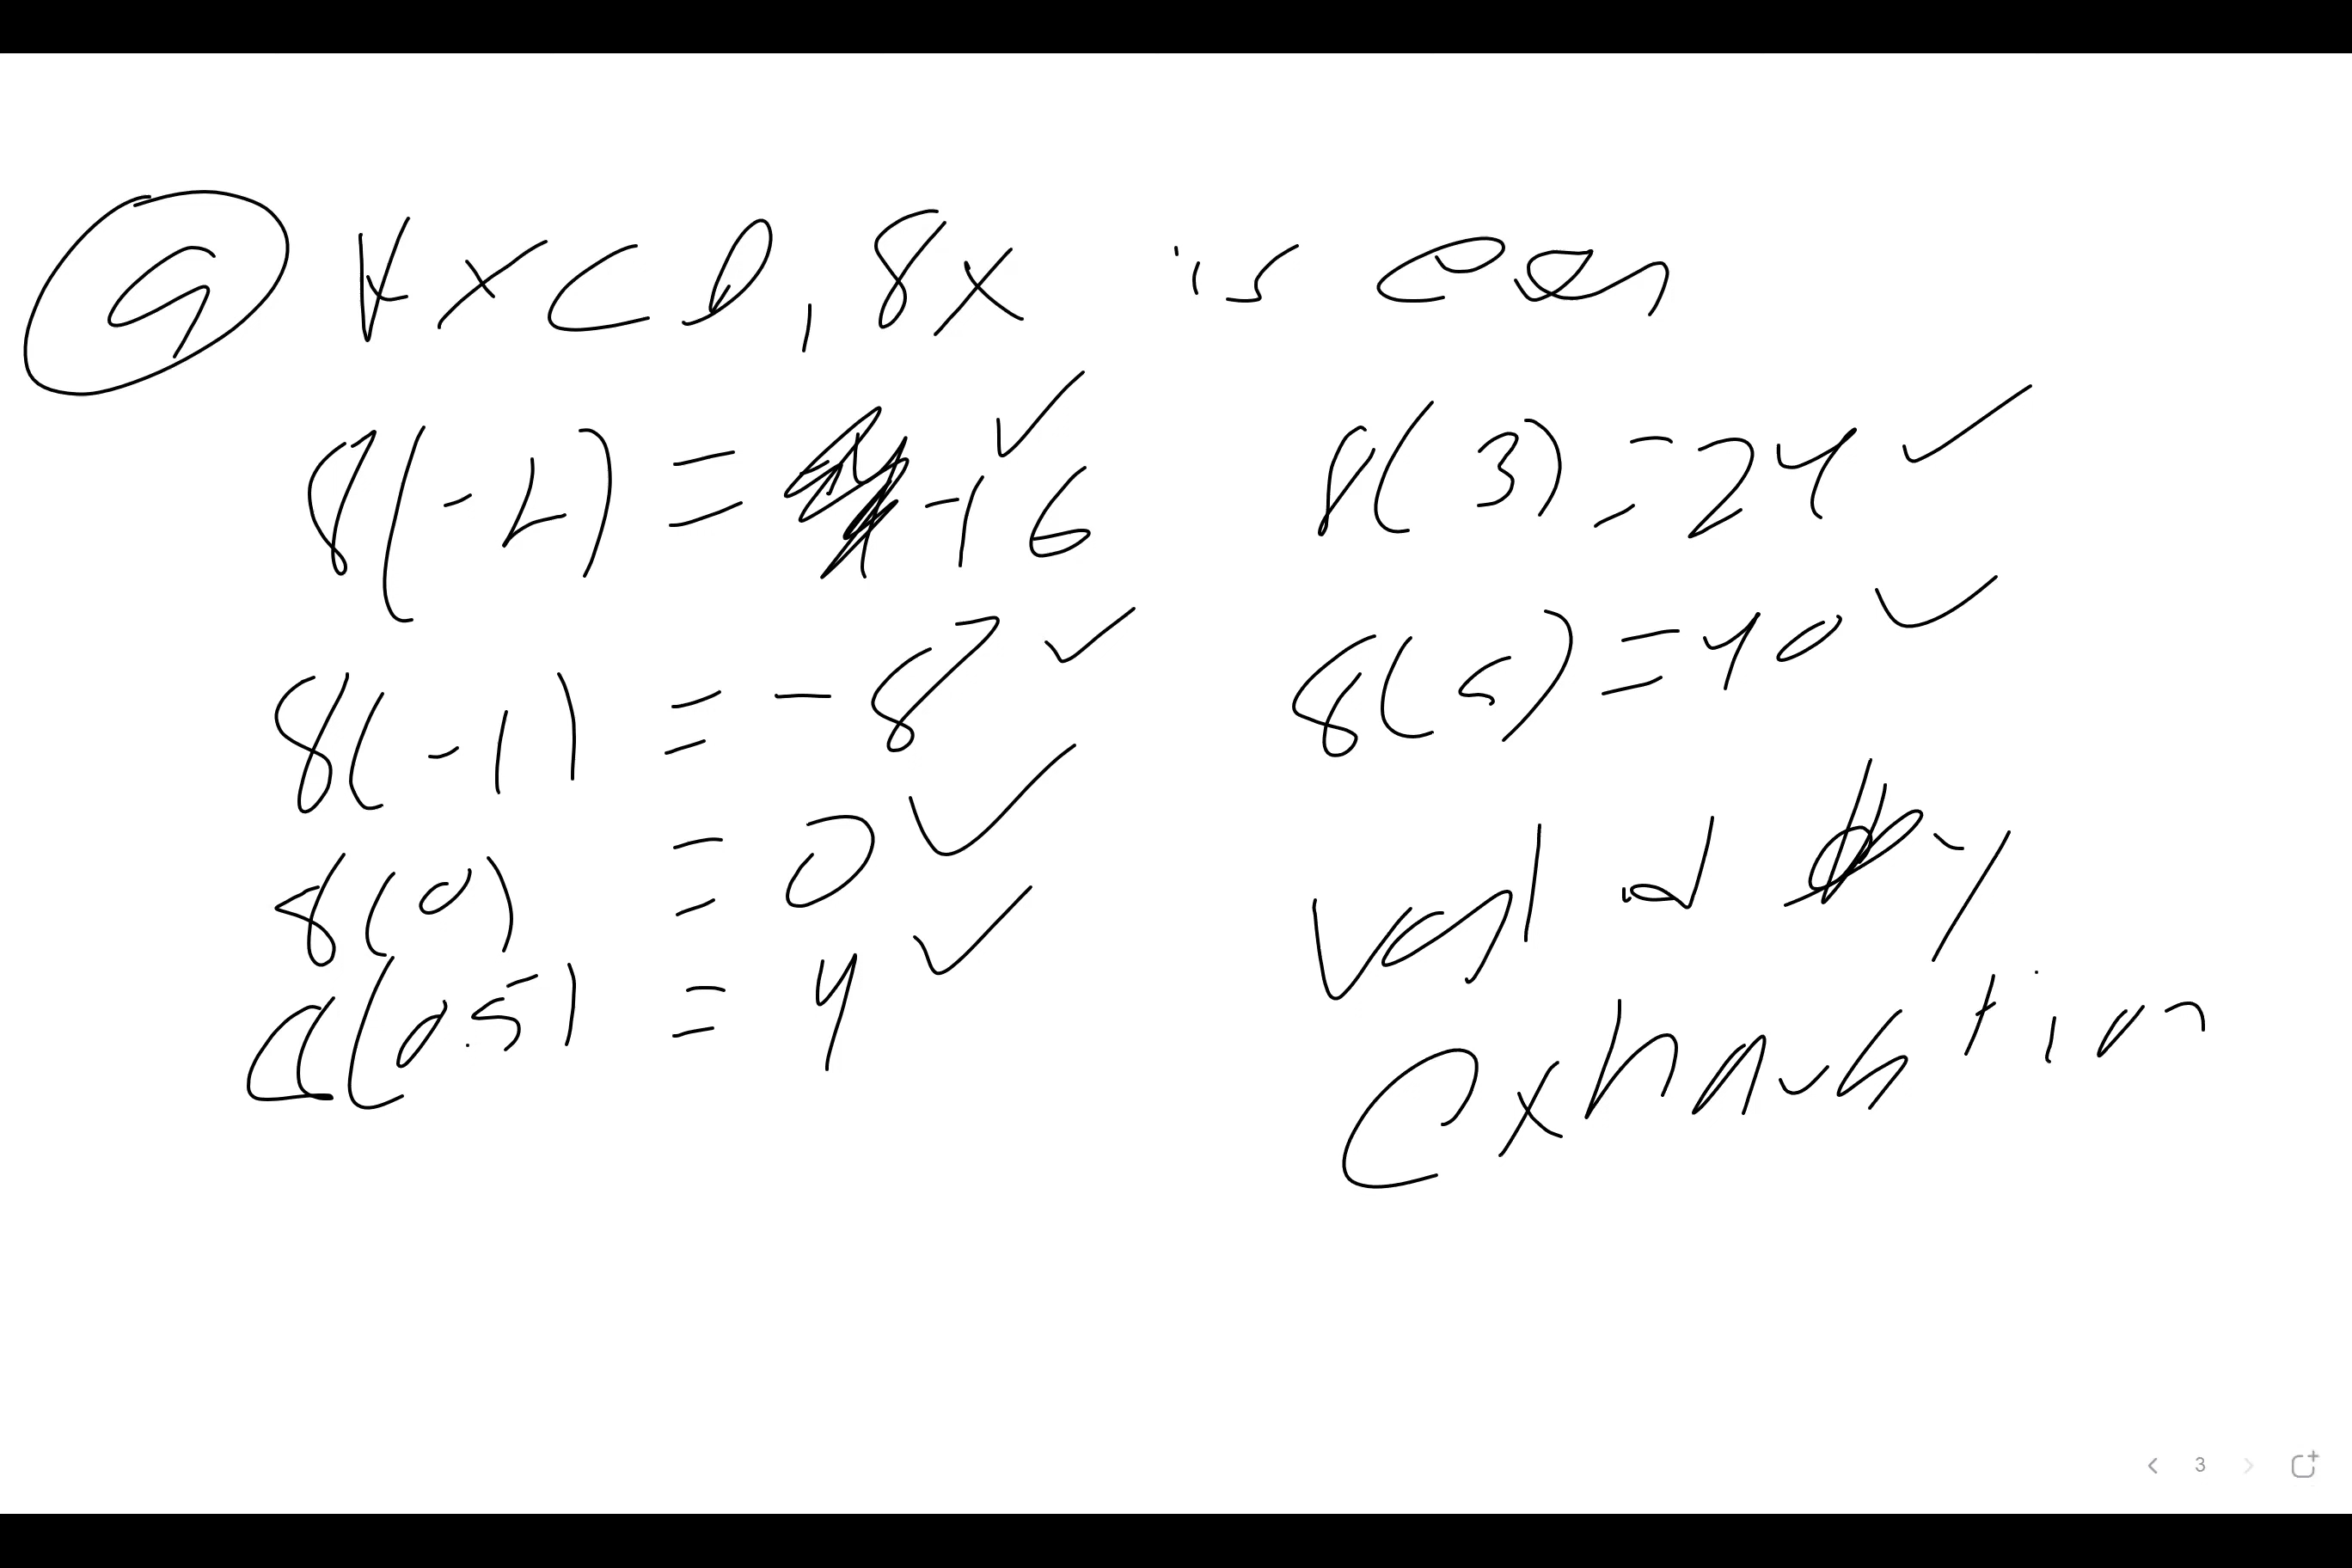 9 ∀x ∈ D, 8x is even
8(-2) = -16 ✓
8(-1) = -8 ✓
8(0) = 0 ✓
8(0.5) = 4 ✓
8(3) = 24 ✓
8(5) = 40 ✓
valid by
exhaustion
3